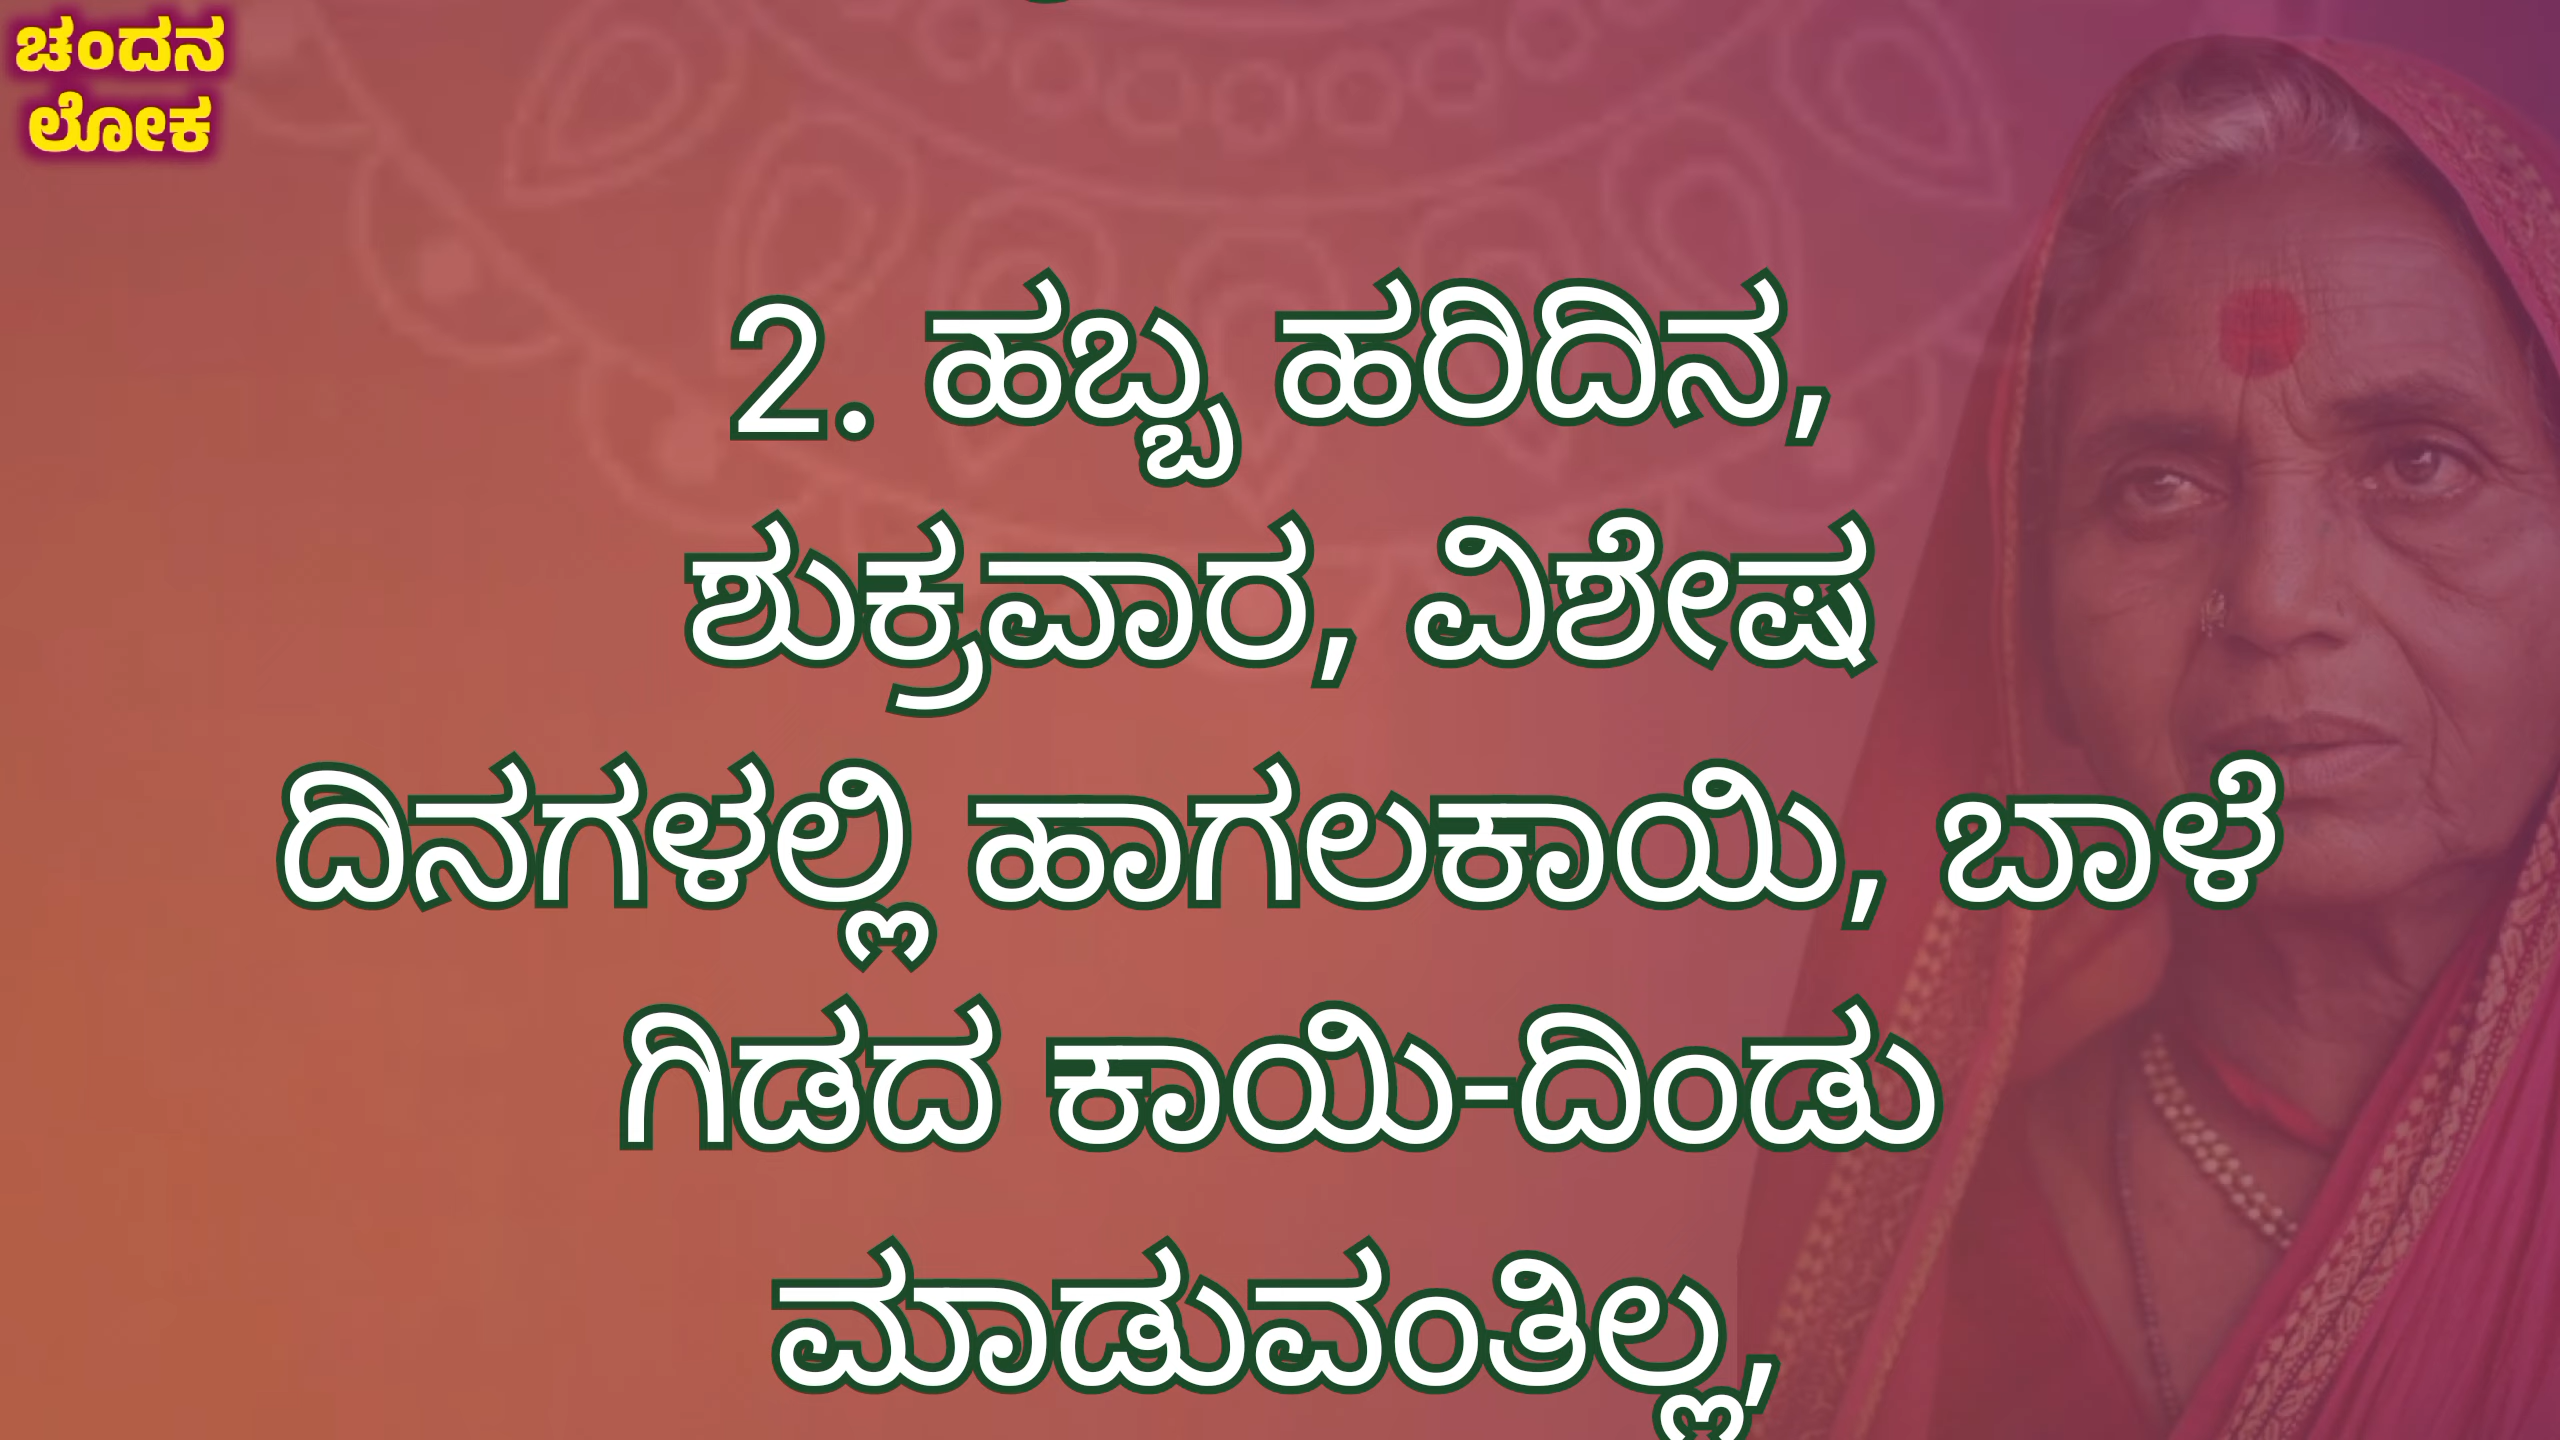 ಚಂದನ
ಲೋಕ
2. ಹಬ್ಬ ಹರಿದಿನ,
ಶುಕ್ರವಾರ, ವಿಶೇಷ
ದಿನಗಳಲ್ಲಿ ಹಾಗಲಕಾಯಿ, ಬಾಳೆ
ಗಿಡದ ಕಾಯಿ-ದಿಂಡು
ಮಾಡುವಂತಿಲ್ಲ,